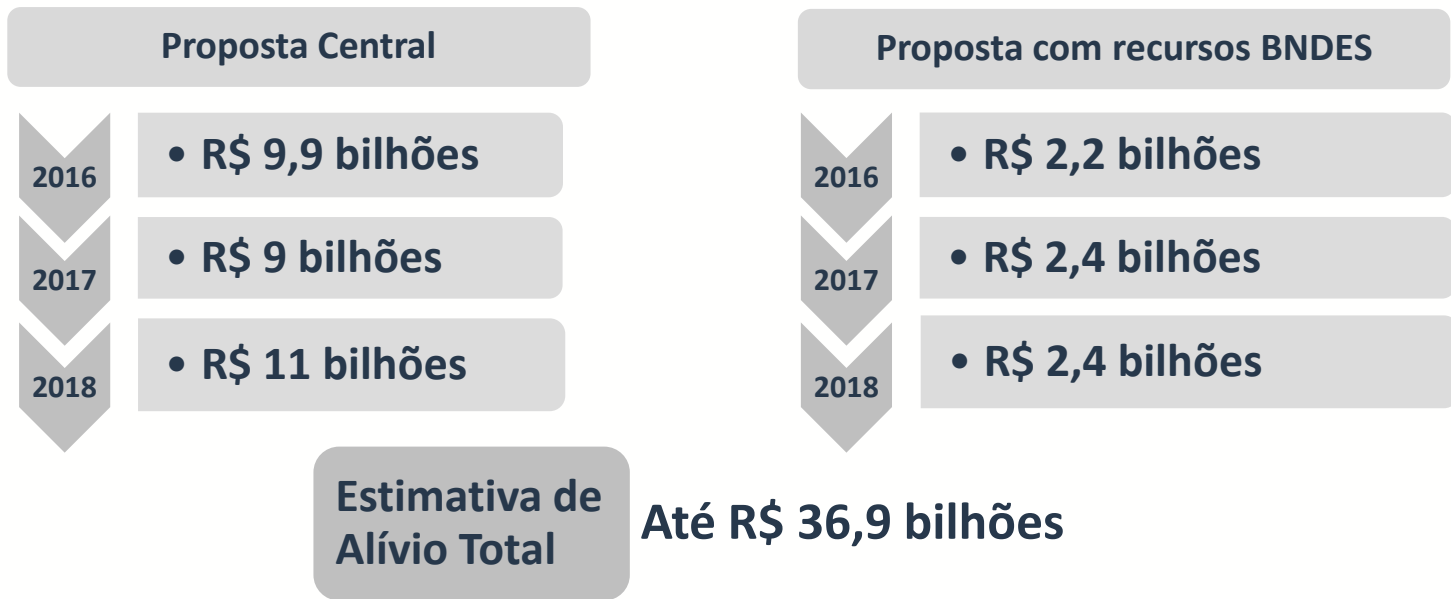 Proposta Central
2016
• R$ 9,9 bilhões
2017
• R$ 9 bilhões
2018
• R$ 11 bilhões
Proposta com recursos BNDES
2016
• R$ 2,2 bilhões
2017
• R$ 2,4 bilhões
2018
• R$ 2,4 bilhões
Estimativa de
Alívio Total
Até R$ 36,9 bilhões